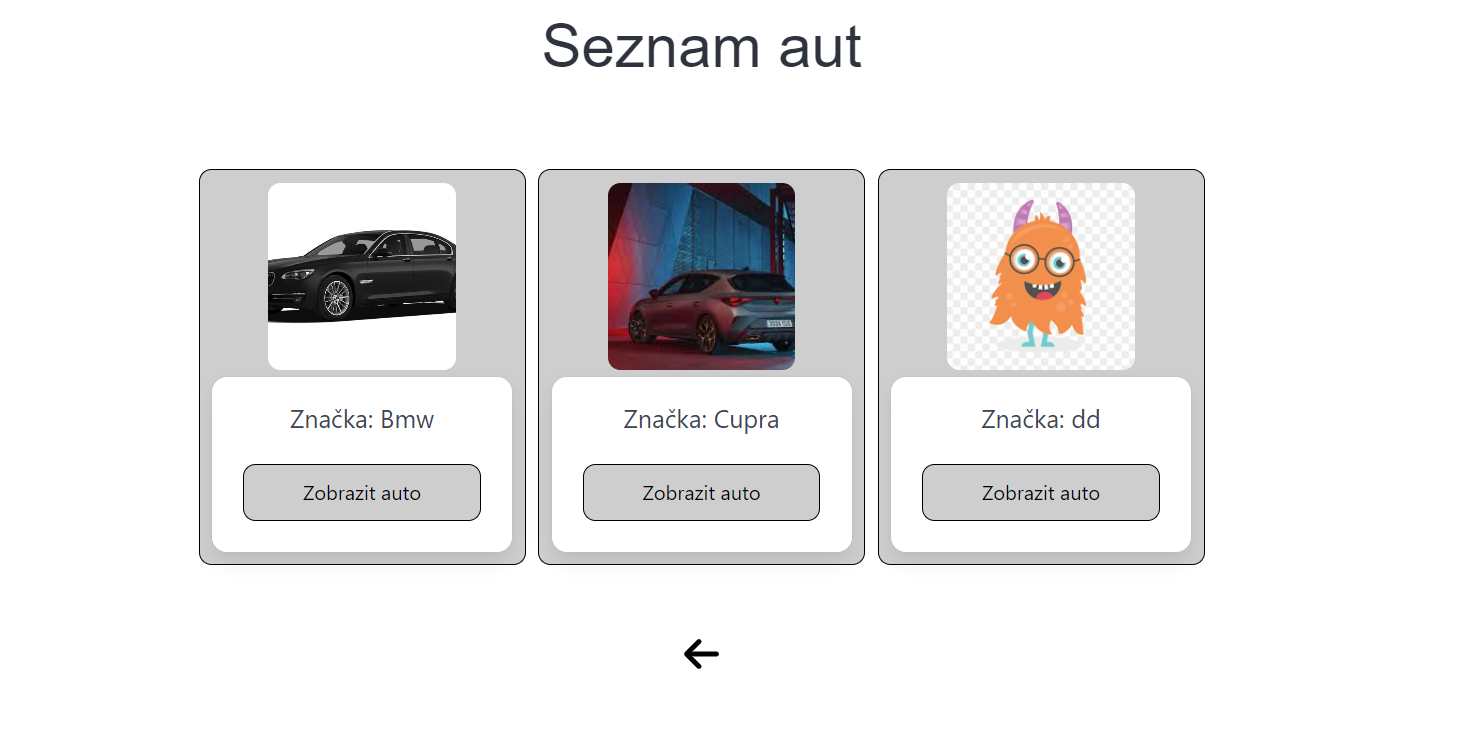 Seznam aut
Značka: Bmw
Zobrazit auto
Značka: Cupra
Zobrazit auto
Značka: dd
Zobrazit auto